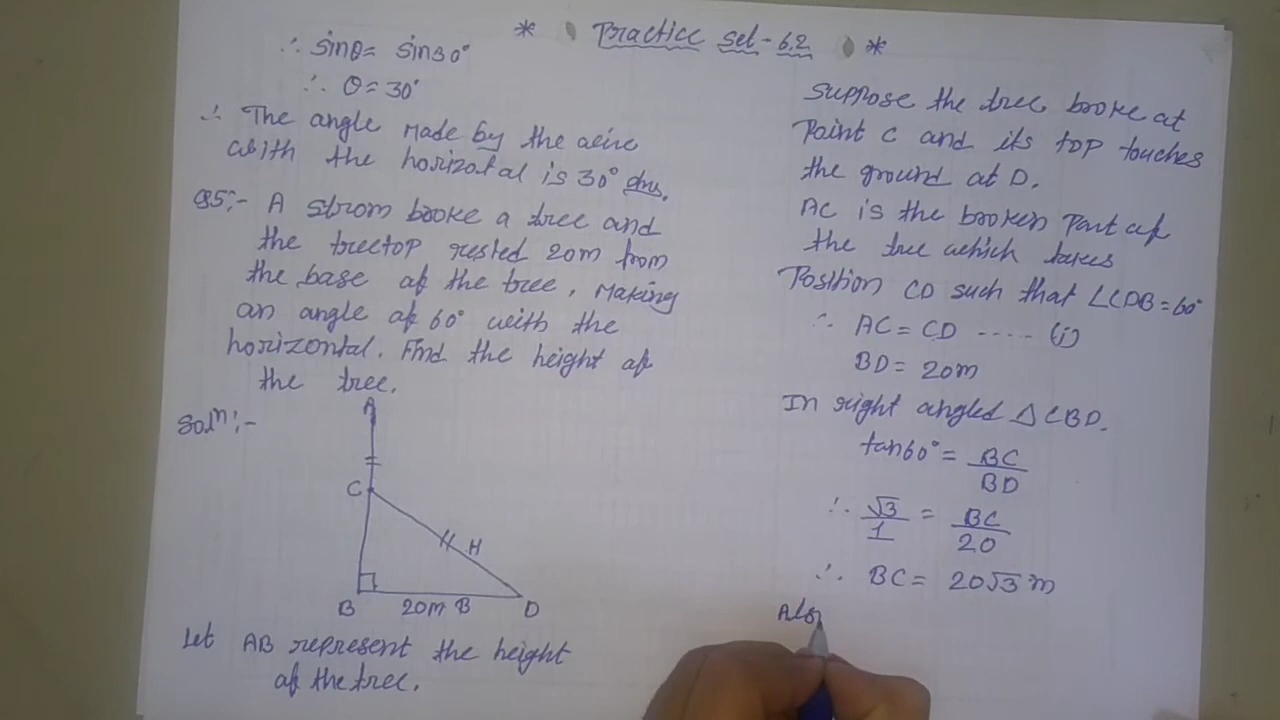 * Practice Set-6.2 *
∴ sinθ= sin30°
∴ θ=30°
∴ The angle Made by the wire
with the horizotal is 30° Ans.
Q5:- A strom brokre a tree and
the treetop rested 20m from
the base of the tree, Making
an angle of 60° with the
horizontal. Find the height of
the tree.
Solⁿ:-
A
C
H
B
20m B
D
Let AB represent the height
of the tree.
Suppose the tree broke at
Point C and its top touches
the ground at D.
AC is the broken Part of
the tree which takes
Position CD such that ∠CDB=60°
∴ AC=CD ..... (i)
BD= 20m
In right angled △CBD.
tan60°= BC/BD
∴ √3/1 = BC/20
∴ BC= 20√3 m
Also